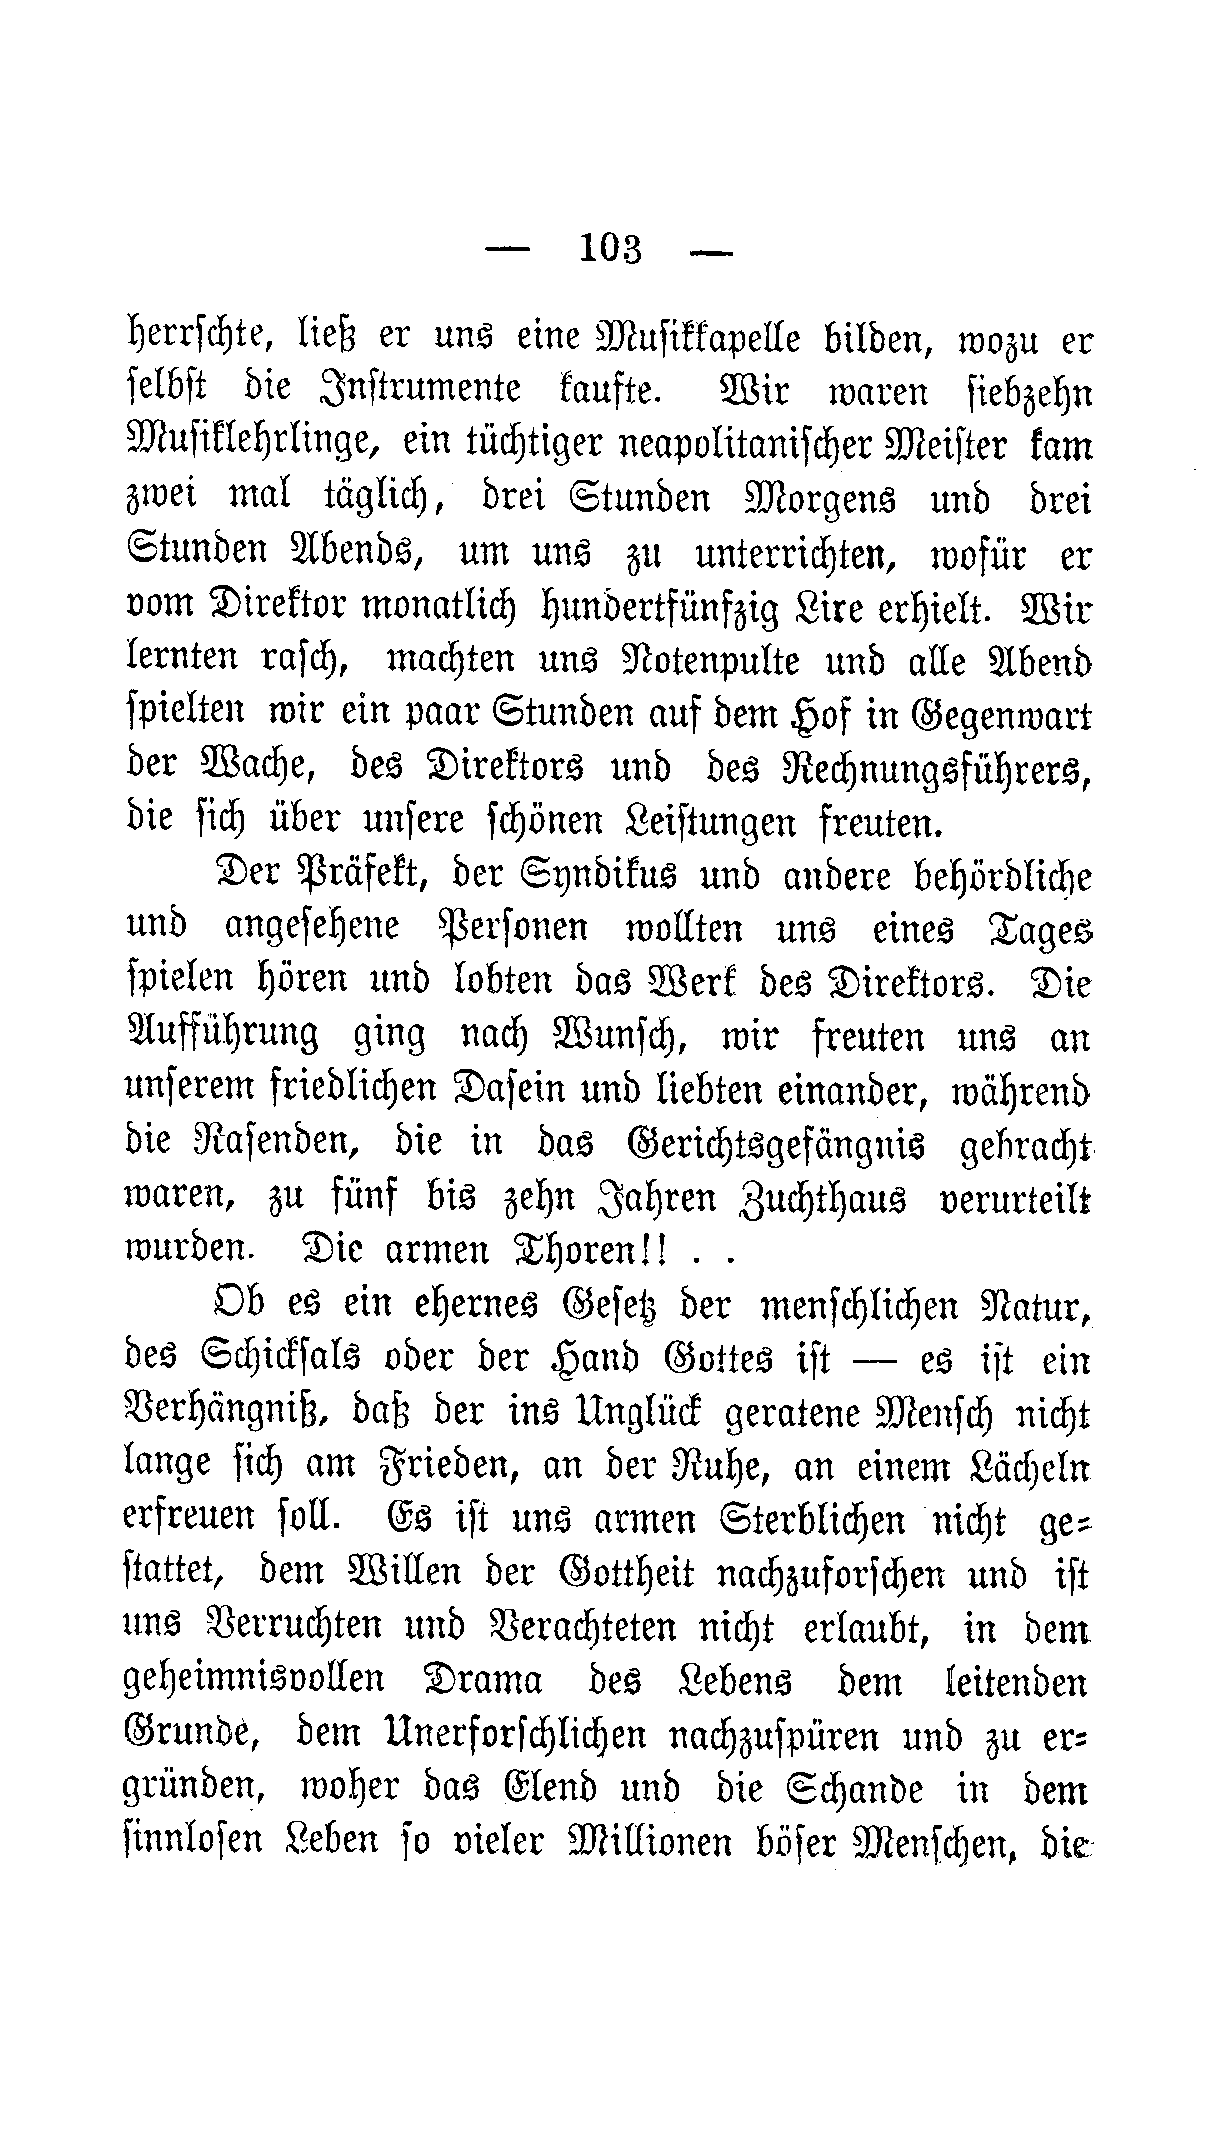 — 103 —
herrſchte, ließ er uns eine Muſikkapelle bilden, wozu er
ſelbſt die Inſtrumente kaufte. Wir waren ſiebzehn
Muſiklehrlinge, ein tüchtiger neapolitaniſcher Meiſter kam
zwei mal täglich, drei Stunden Morgens und drei
Stunden Abends, um uns zu unterrichten, wofür er
vom Direktor monatlich hundertfünfzig Lire erhielt. Wir
lernten raſch, machten uns Notenpulte und alle Abend
ſpielten wir ein paar Stunden auf dem Hof in Gegenwart
der Wache, des Direktors und des Rechnungsführers,
die ſich über unſere ſchönen Leiſtungen freuten.
Der Präfekt, der Syndikus und andere behördliche
und angeſehene Perſonen wollten uns eines Tages
ſpielen hören und lobten das Werk des Direktors. Die
Aufführung ging nach Wunſch, wir freuten uns an
unſerem friedlichen Daſein und liebten einander, während
die Raſenden, die in das Gerichtsgefängnis gebracht
waren, zu fünf bis zehn Jahren Zuchthaus verurteilt
wurden. Die armen Thoren!! . .
Ob es ein ehernes Geſetz der menſchlichen Natur,
des Schickſals oder der Hand Gottes iſt — es iſt ein
Verhängniß, daß der ins Unglück geratene Menſch nicht
lange ſich am Frieden, an der Ruhe, an einem Lächeln
erfreuen ſoll. Es iſt uns armen Sterblichen nicht ge-
ſtattet, dem Willen der Gottheit nachzuforſchen und iſt
uns Verruchten und Verachteten nicht erlaubt, in dem
geheimnisvollen Drama des Lebens dem leitenden
Grunde, dem Unerforſchlichen nachzuſpüren und zu er-
gründen, woher das Elend und die Schande in dem
ſinnloſen Leben ſo vieler Millionen böſer Menſchen, die